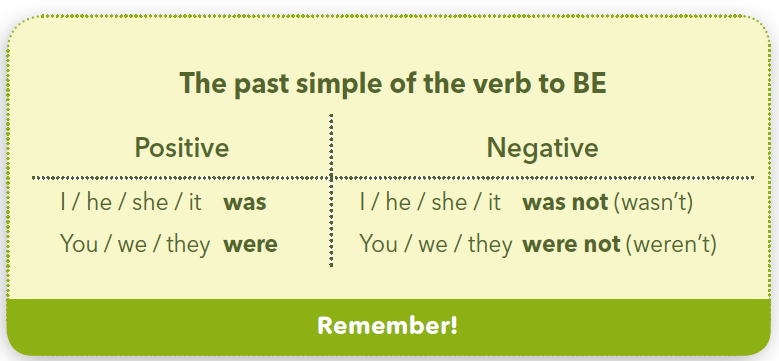 The past simple of the verb to BE
Positive Negative
I / he / she / it was I / he / she / it was not (wasn’t)
You / we / they were You / we / they were not (weren’t)
Remember!